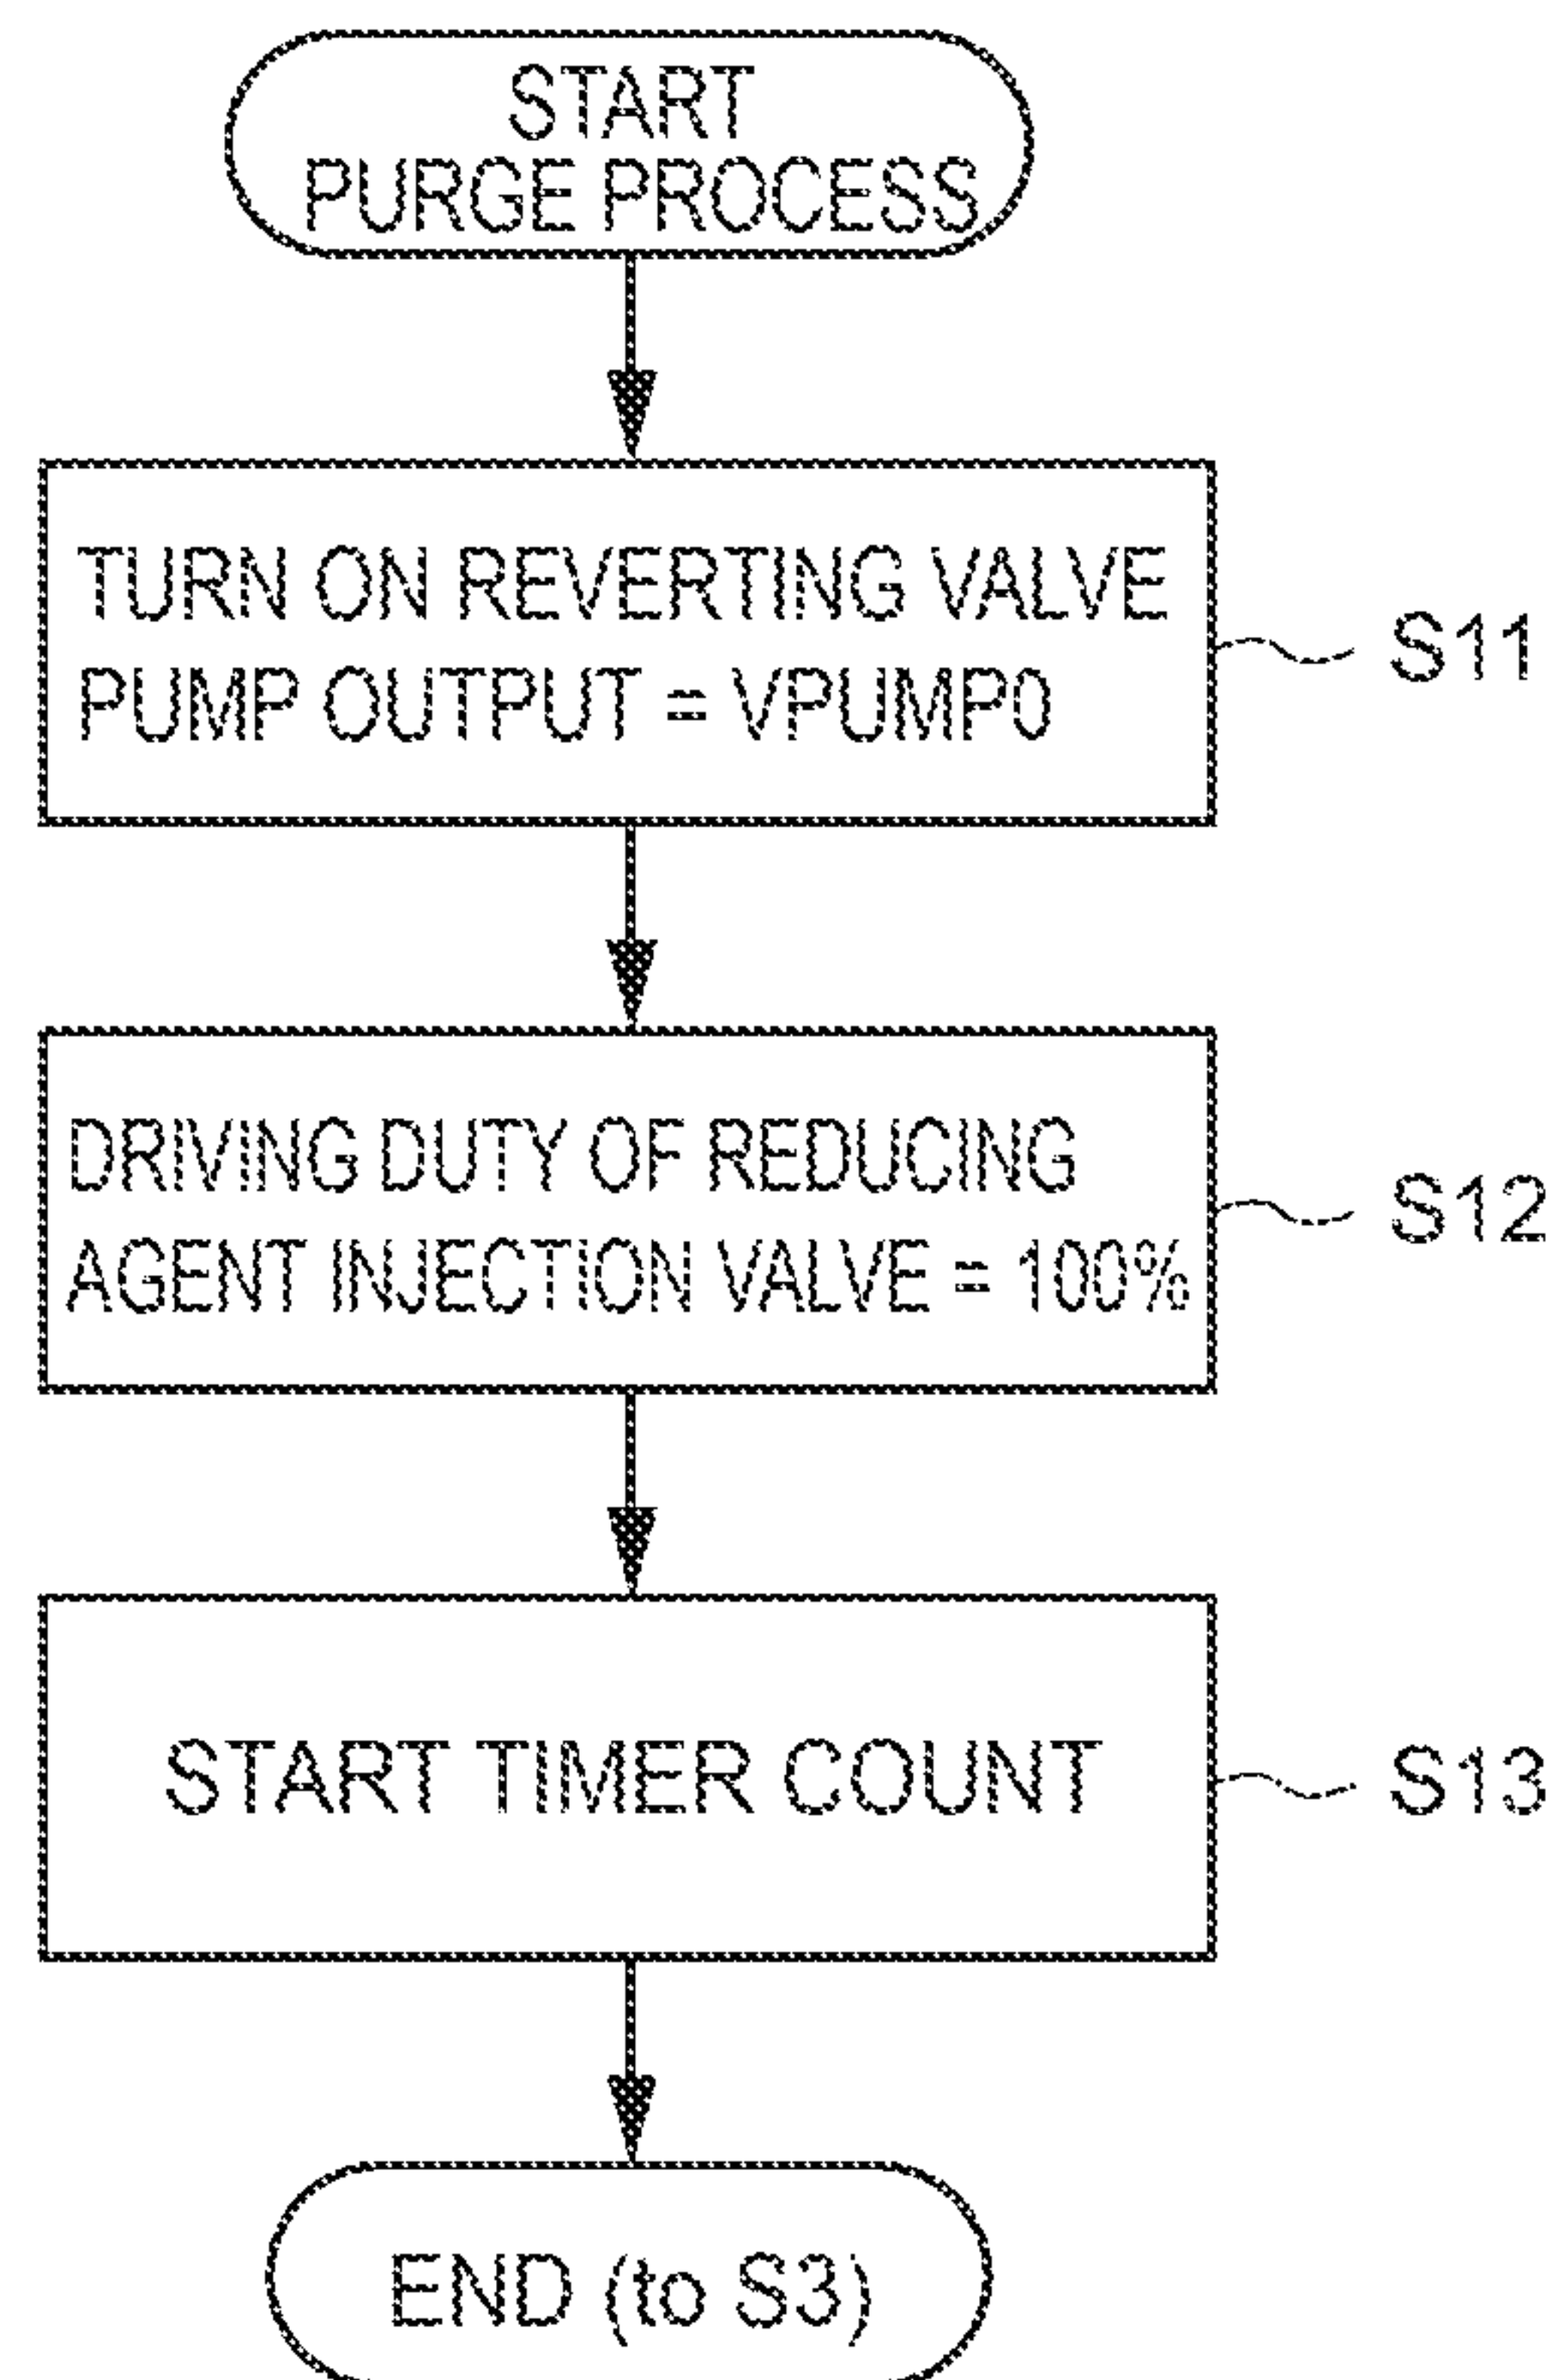 START
PURGE PROCESS
TURN ON REVERTING VALVE
PUMP OUTPUT = VPUMP0
S11
DRIVING DUTY OF REDUCING
AGENT INJECTION VALVE = 100%
S12
START TIMER COUNT
S13
END (to S3)